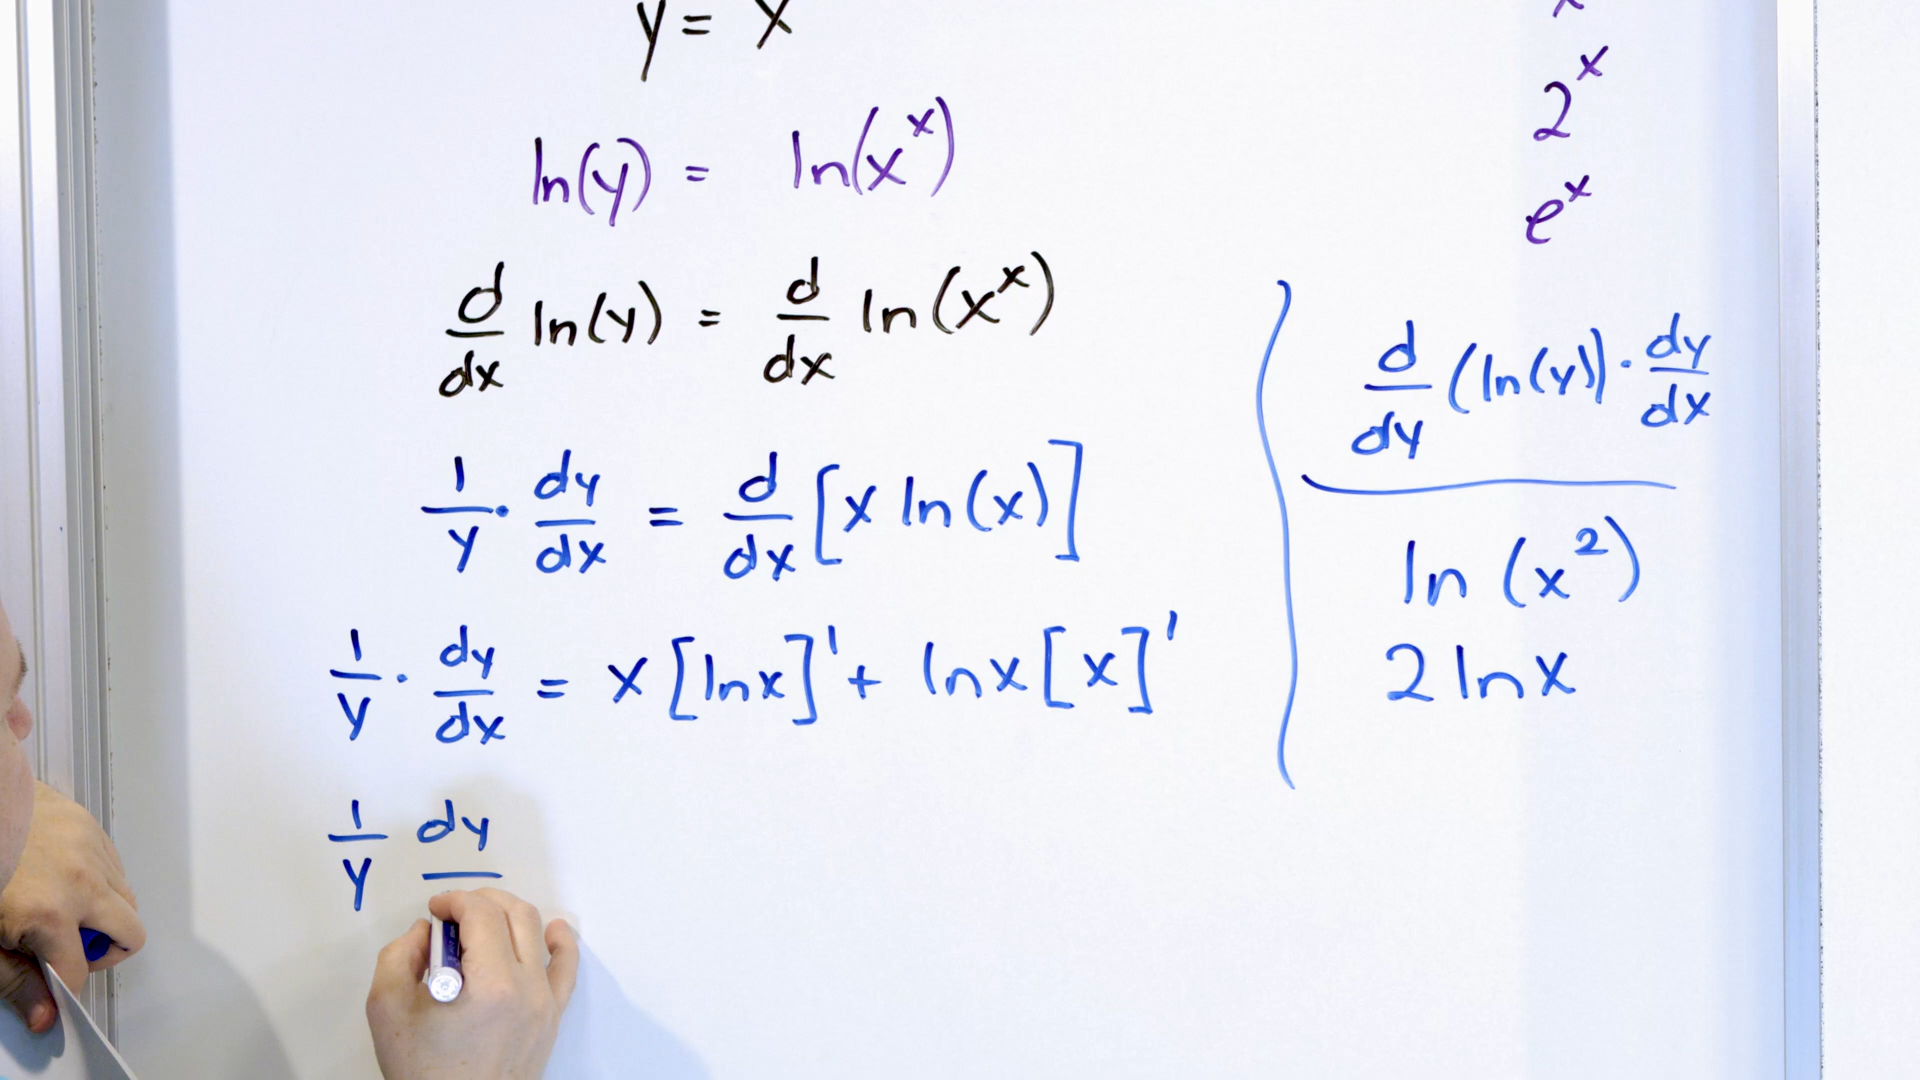 y = x
ln(y) = ln(x^x)
d/dx ln(y) = d/dx ln(x^x)
1/y · dy/dx = d/dx [x ln(x)]
1/y · dy/dx = x [lnx]' + lnx [x]'
1/y dy
2^x
e^x
d/dy (ln(y)) · dy/dx
ln (x^2)
2 ln x